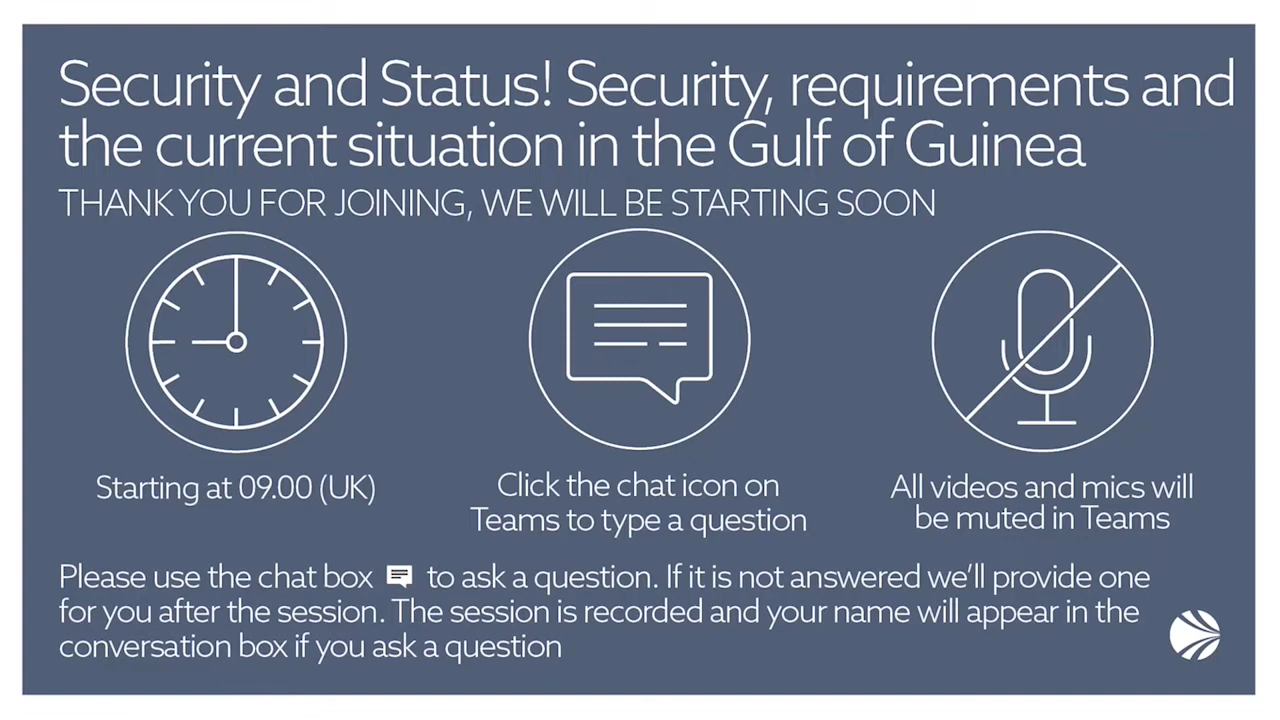 Security and Status! Security, requirements and
the current situation in the Gulf of Guinea
THANK YOU FOR JOINING, WE WILL BE STARTING SOON
Starting at 09.00 (UK)
Click the chat icon on
Teams to type a question
All videos and mics will
be muted in Teams
Please use the chat box to ask a question. If it is not answered we'll provide one
for you after the session. The session is recorded and your name will appear in the
conversation box if you ask a question